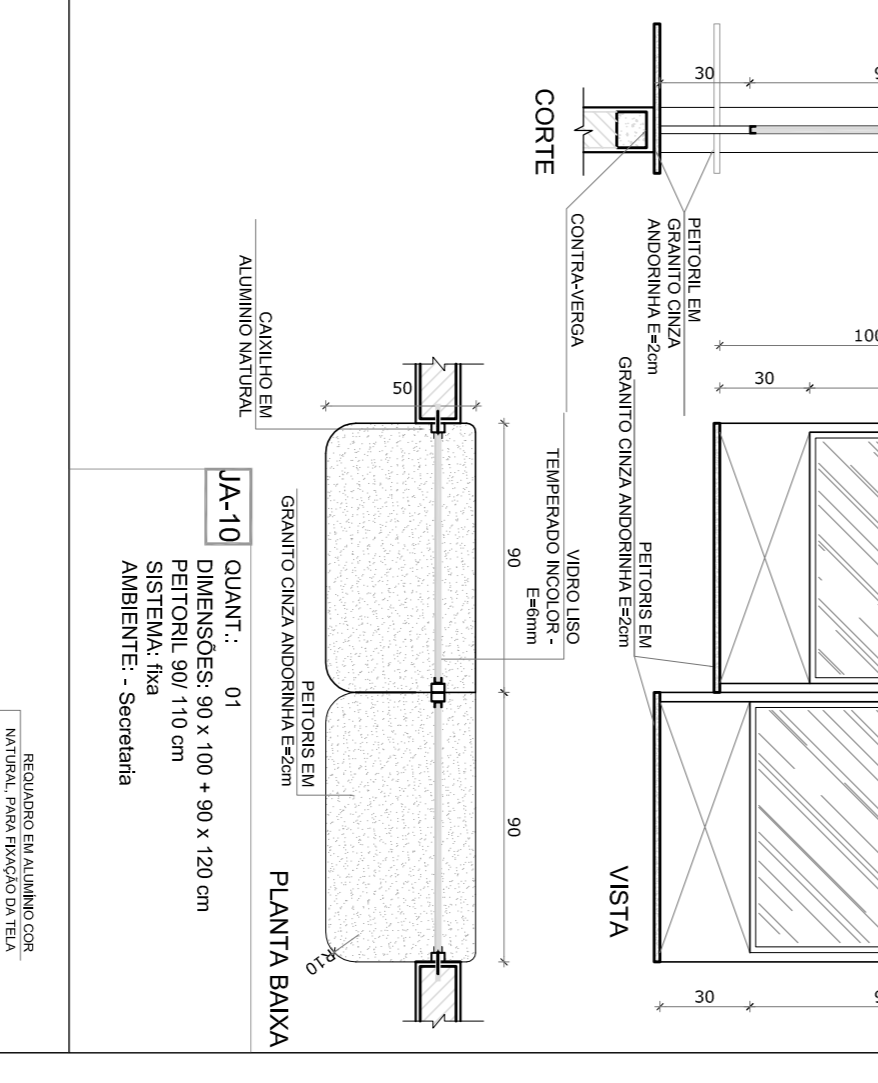 30
CORTE
PEITORIL EM
GRANITO CINZA
ANDORINHA E=2cm
CONTRA-VERGA
100
30
PEITORIS EM
GRANITO CINZA ANDORINHA E=2cm
VISTA
30
VIDRO LISO
TEMPERADO INCOLOR -
E=6mm
CAIXILHO EM
ALUMINIO NATURAL
50
90
90
PEITORIS EM
GRANITO CINZA ANDORINHA E=2cm
R10
PLANTA BAIXA
JA-10
QUANT.: 01
DIMENSÕES: 90 x 100 + 90 x 120 cm
PEITORIL 90/ 110 cm
SISTEMA: fixa
AMBIENTE: - Secretaria
REQUADRO EM ALUMÍNIO COR
NATURAL, PARA FIXAÇÃO DA TELA